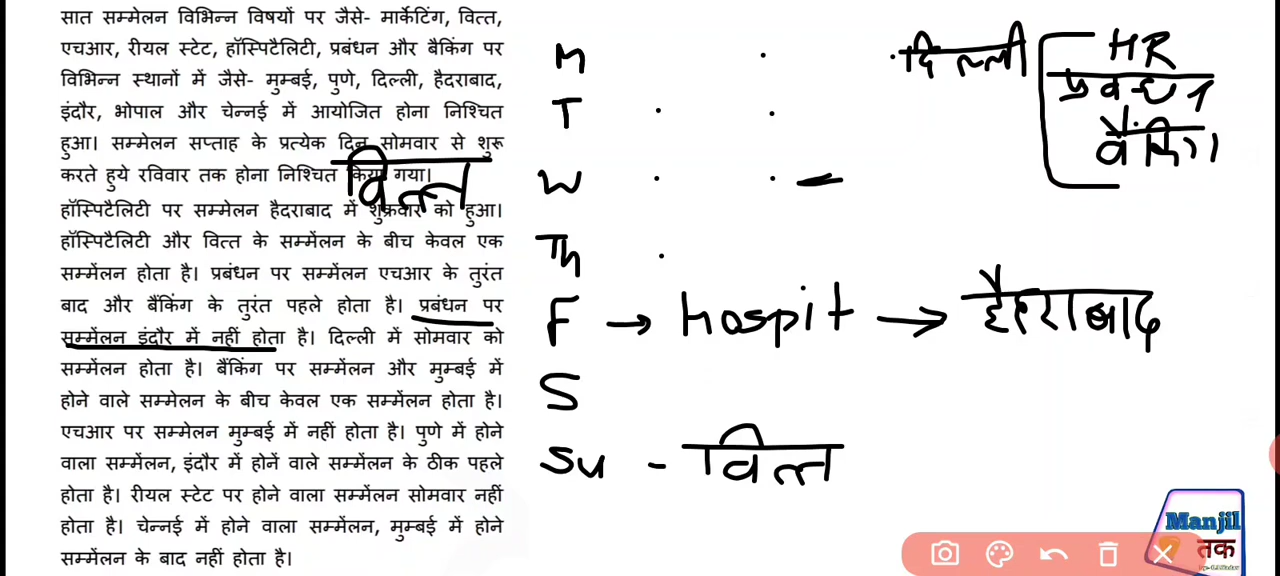 सात सम्मेलन विभिन्न विषयों पर जैसे- मार्केटिंग, वित्त,
एचआर, रीयल स्टेट, हॉस्पिटैलिटी, प्रबंधन और बैकिंग पर
विभिन्न स्थानों में जैसे- मुम्बई, पुणे, दिल्ली, हैदराबाद,
इंदौर, भोपाल और चेन्नई में आयोजित होना निश्चित
हुआ। सम्मेलन सप्ताह के प्रत्येक दिन सोमवार से शुरू
करते हुये रविवार तक होना निश्चित किया गया।
वित्त
हॉस्पिटैलिटी पर सम्मेलन हैदराबाद में शुक्रवार को हुआ।
हॉस्पिटैलिटी और वित्त के सम्मेंलन के बीच केवल एक
सम्मेंलन होता है। प्रबंधन पर सम्मेंलन एचआर के तुरंत
बाद और बैंकिंग के तुरंत पहले होता है। प्रबंधन पर
सम्मेंलन इंदौर में नहीं होता है। दिल्ली में सोमवार को
सम्मेंलन होता है। बैंकिंग पर सम्मेंलन और मुम्बई में
होने वाले सम्मेलन के बीच केवल एक सम्मेंलन होता है।
एचआर पर सम्मेंलन मुम्बई में नहीं होता है। पुणे में होने
वाला सम्मेंलन, इंदौर में होनें वाले सम्मेंलन के ठीक पहले
होता है। रीयल स्टेट पर होने वाला सम्मेंलन सोमवार नहीं
होता है। चेन्नई में होने वाला सम्मेंलन, मुम्बई में होने
सम्मेंलन के बाद नहीं होता है।
M दिल्ली HR
प्रबन्धन
बैंकिंग
T
W -
Th
F → hospit → हैदराबाद
S
Su - वित्त
Manjil
तक